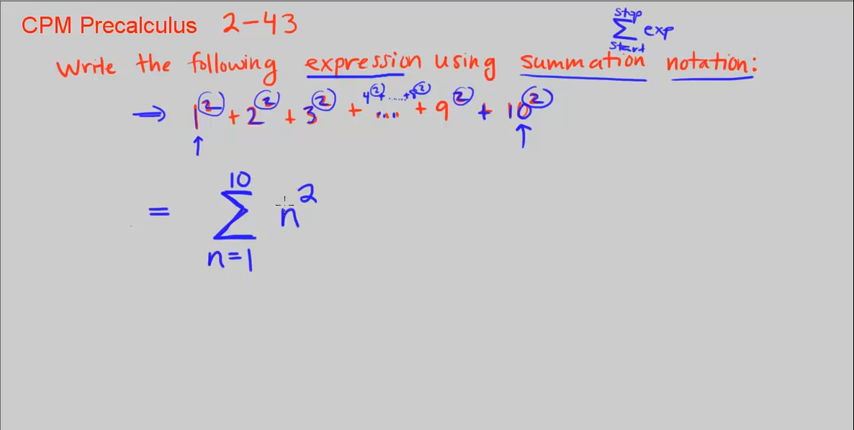 CPM Precalculus 2-43
stop
∑ exp
start
Write the following expression using summation notation:
→ 1² + 2² + 3² + 4²+....+8² + 9² + 10²
↑ ↑
10
= ∑ n²
n=1